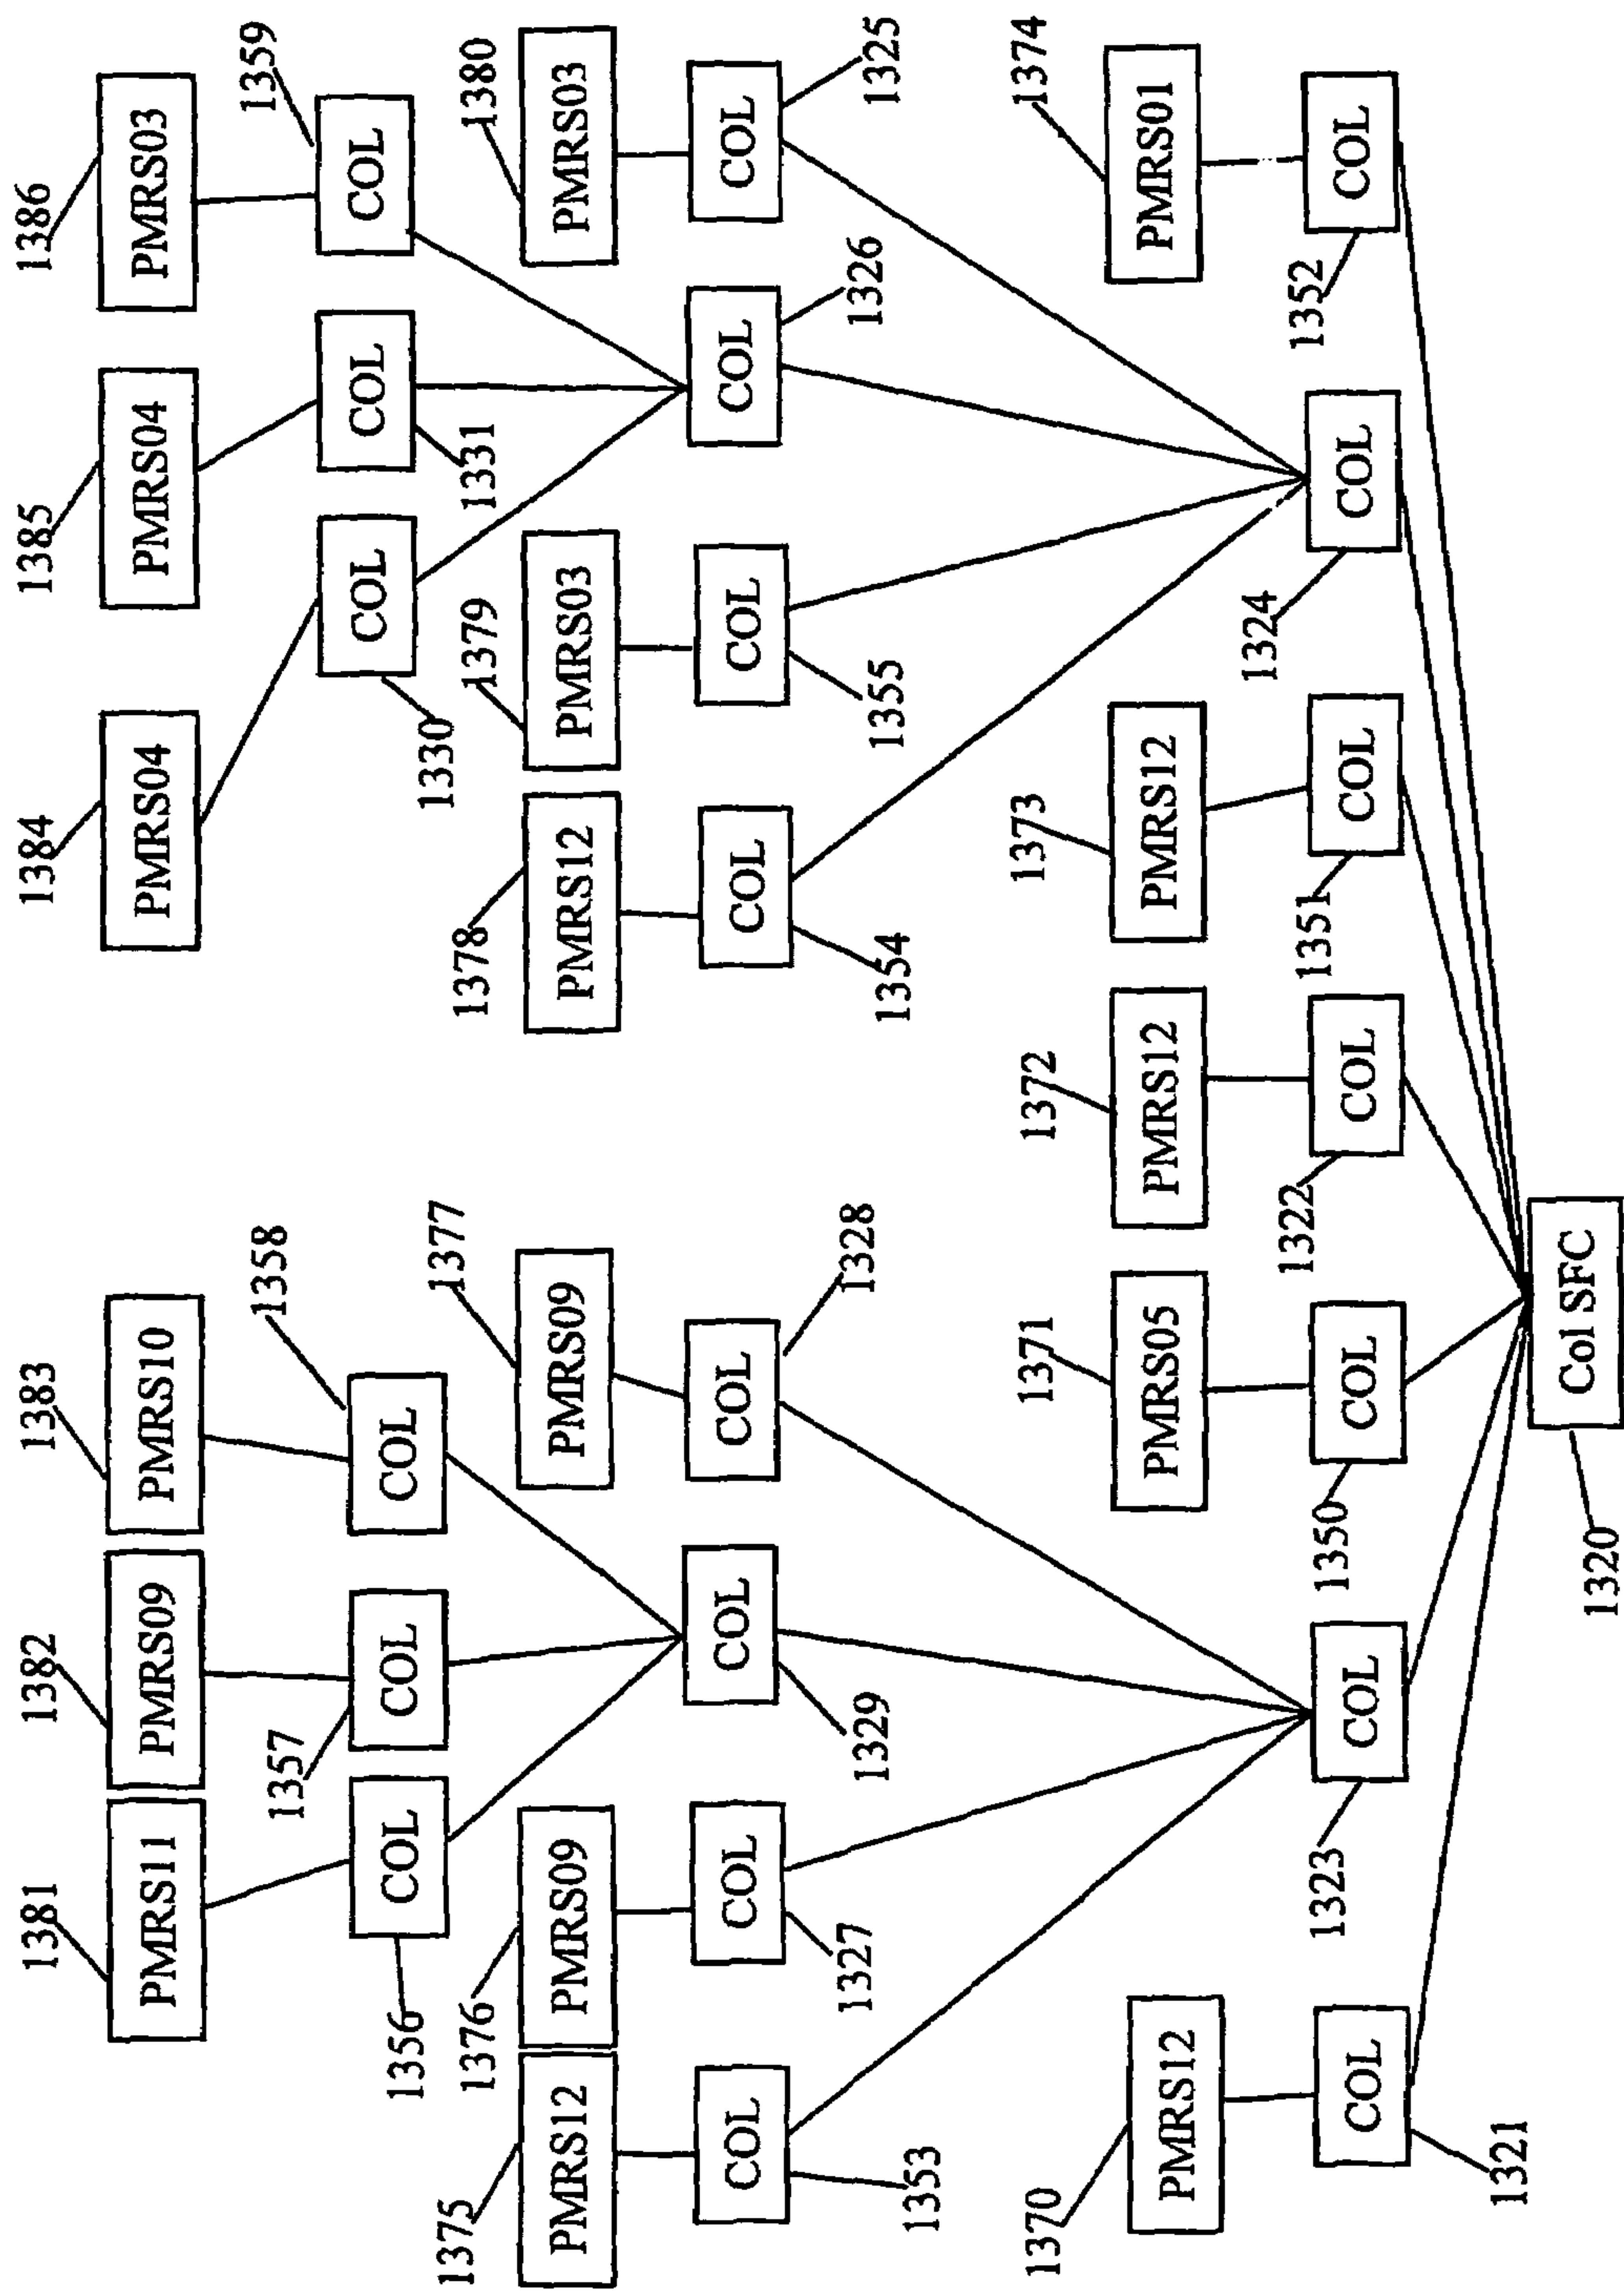 1381
1382
1383
1384
1385
1386
PMRS11
PMRS09
PMRS10
PMRS04
PMRS04
PMRS03
1357
1358
1359
COL
COL
COL
COL
COL
COL
1356
1330
1331
1375
1376
1377
1378
1379
1380
PMRS12
PMRS09
PMRS09
PMRS12
PMRS03
PMRS03
COL
COL
COL
COL
COL
COL
COL
COL
1353
1327
1329
1328
1354
1355
1326
1325
1370
1371
1372
1373
1374
PMRS12
PMRS05
PMRS12
PMRS12
PMRS01
1323
1350
1322
1351
1324
1352
COL
COL
COL
COL
COL
COL
COL
1321
1320
Col SFC